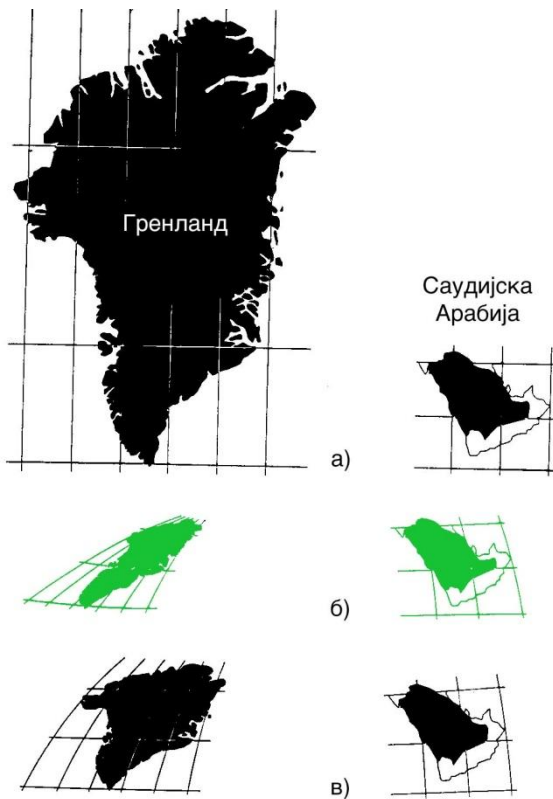 Гренланд
Саудијска
Арабија
а)
б)
в)